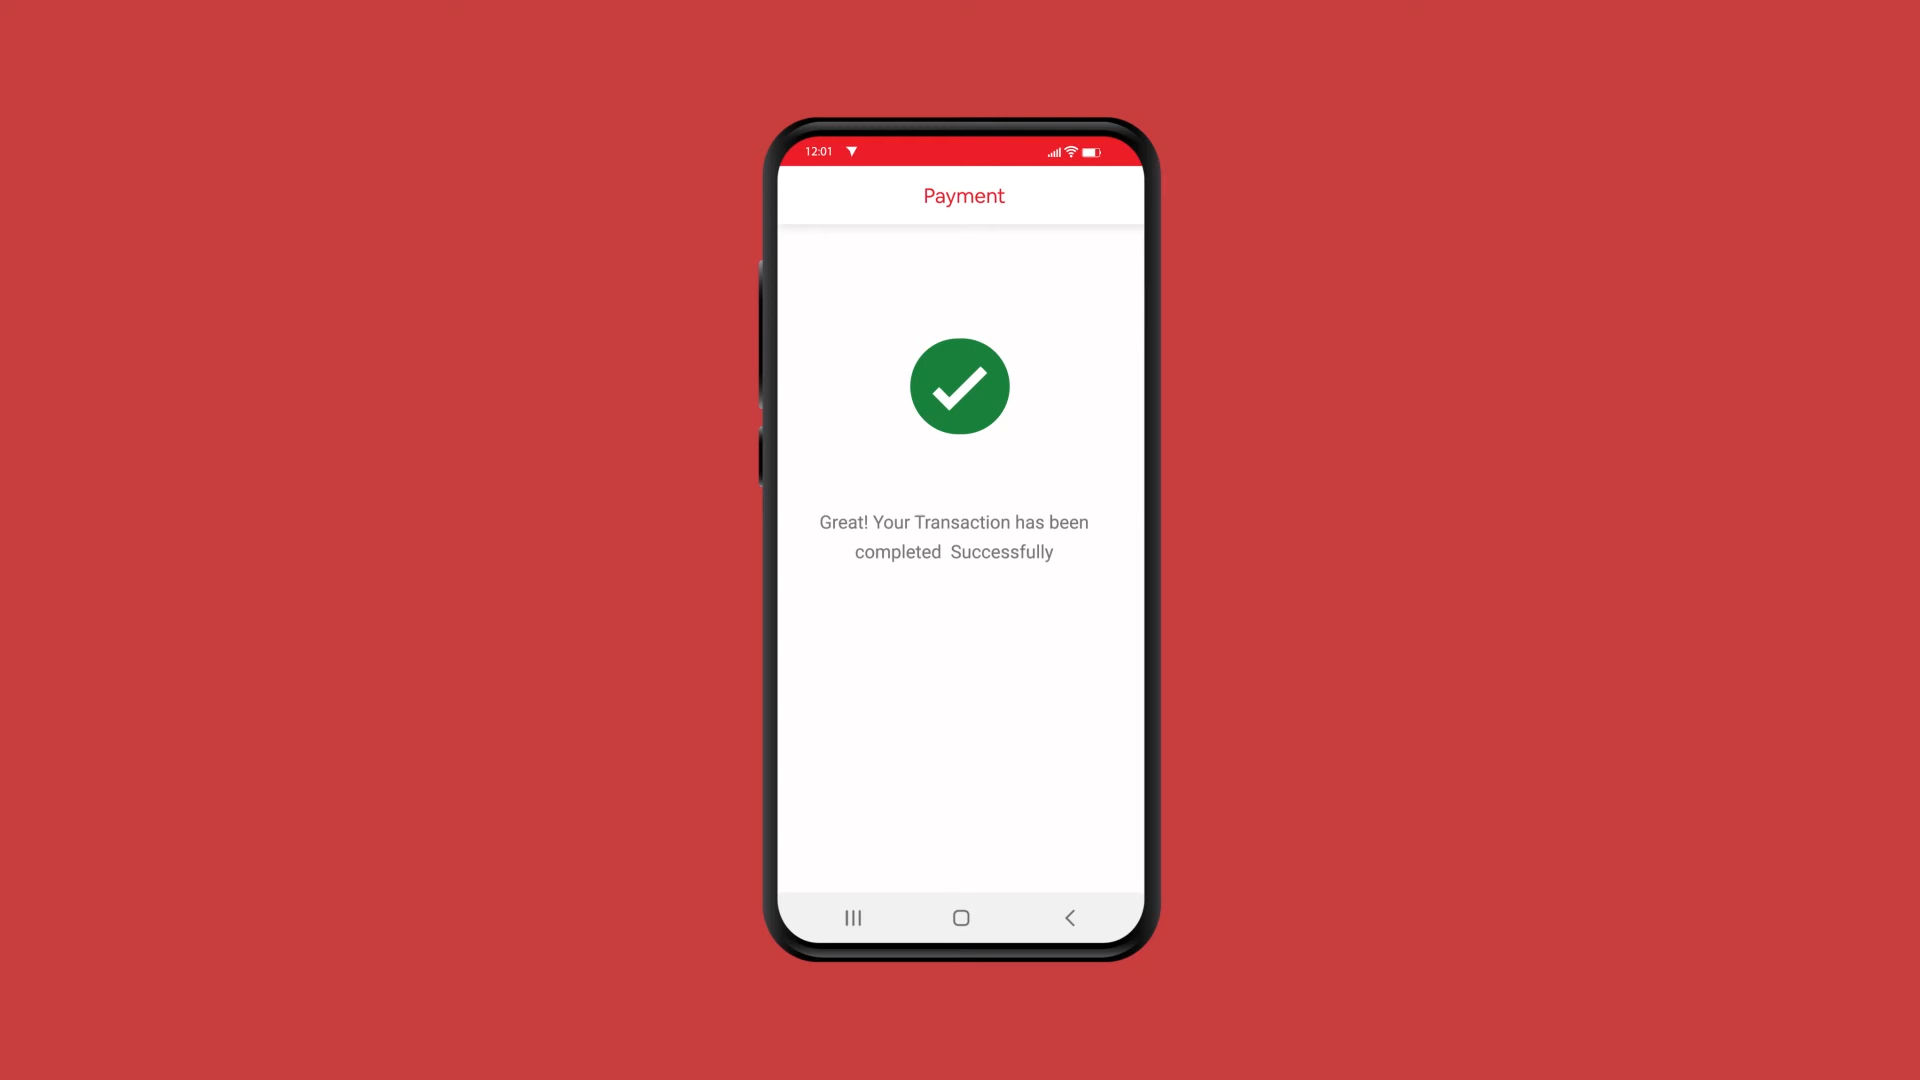 12:01
Payment
Great! Your Transaction has been
completed  Successfully